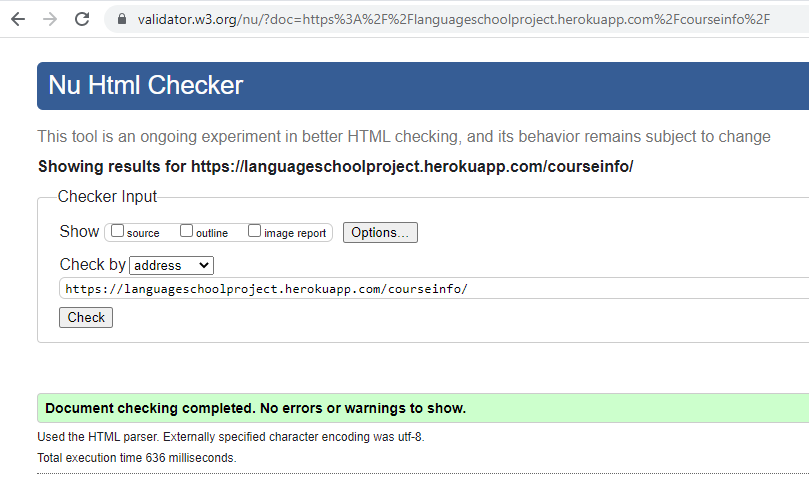 validator.w3.org/nu/?doc=https%3A%2F%2Flanguageschoolproject.herokuapp.com%2Fcourseinfo%2F
Nu Html Checker
This tool is an ongoing experiment in better HTML checking, and its behavior remains subject to change
Showing results for https://languageschoolproject.herokuapp.com/courseinfo/
Checker Input
Show source outline image report Options...
Check by address
https://languageschoolproject.herokuapp.com/courseinfo/
Check
Document checking completed. No errors or warnings to show.
Used the HTML parser. Externally specified character encoding was utf-8.
Total execution time 636 milliseconds.